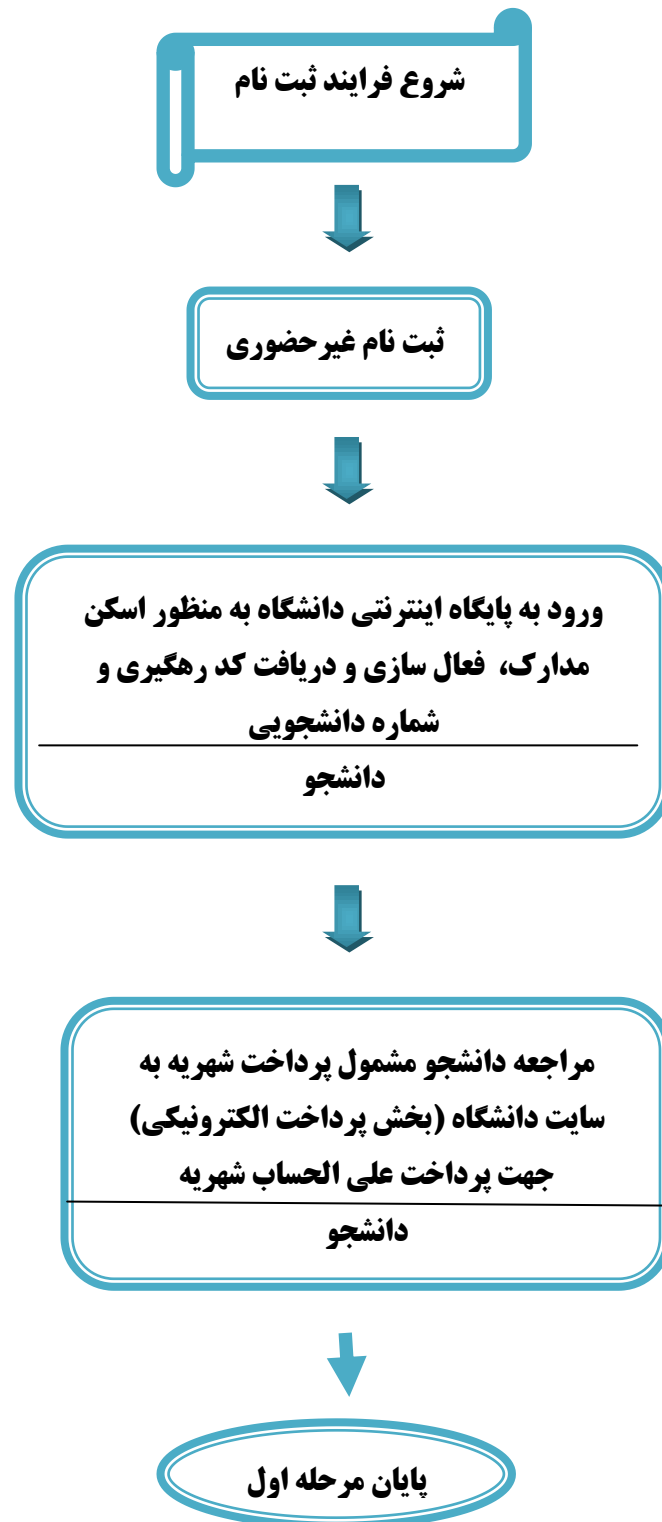 شروع فرایند ثبت نام
ثبت نام غیرحضوری
ورود به پایگاه اینترنتی دانشگاه به منظور اسکن
مدارک، فعال سازی و دریافت کد رهگیری و
شماره دانشجویی
دانشجو
مراجعه دانشجو مشمول پرداخت شهریه به
سایت دانشگاه (بخش پرداخت الکترونیکی)
جهت پرداخت علی الحساب شهریه
دانشجو
پایان مرحله اول